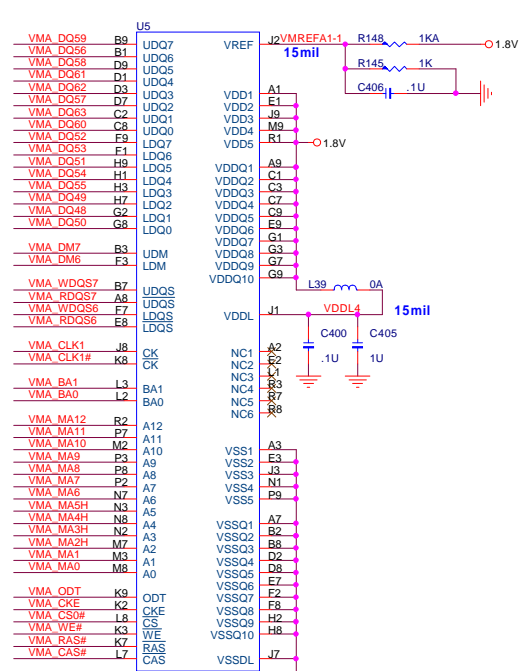 U5
VMA_DQ59 B9 UDQ7
VMA_DQ56 B1 UDQ6
VMA_DQ58 D9 UDQ5
VMA_DQ61 D1 UDQ4
VMA_DQ62 D3 UDQ3
VMA_DQ57 D7 UDQ2
VMA_DQ63 C2 UDQ1
VMA_DQ60 C8 UDQ0
VMA_DQ52 F9 LDQ7
VMA_DQ53 F1 LDQ6
VMA_DQ51 H9 LDQ5
VMA_DQ54 H1 LDQ4
VMA_DQ55 H3 LDQ3
VMA_DQ49 H7 LDQ2
VMA_DQ48 G2 LDQ1
VMA_DQ50 G8 LDQ0
VMA_DM7 B3 UDM
VMA_DM6 F3 LDM
VMA_WDQS7 B7 UDQS
VMA_RDQS7 A8 UDQS
VMA_WDQS6 F7 LDQS
VMA_RDQS6 E8 LDQS
VMA_CLK1 J8 CK
VMA_CLK1# K8 CK
VMA_BA1 L3 BA1
VMA_BA0 L2 BA0
VMA_MA12 R2 A12
VMA_MA11 P7 A11
VMA_MA10 M2 A10
VMA_MA9 P3 A9
VMA_MA8 P8 A8
VMA_MA7 P2 A7
VMA_MA6 N7 A6
VMA_MA5H N3 A5
VMA_MA4H N8 A4
VMA_MA3H N2 A3
VMA_MA2H M7 A2
VMA_MA1 M3 A1
VMA_MA0 M8 A0
VMA_ODT K9 ODT
VMA_CKE K2 CKE
VMA_CS0# L8 CS
VMA_WE# K3 WE
VMA_RAS# K7 RAS
VMA_CAS# L7 CAS
VREF J2 VMREFA1-1 R148 1KA 1.8V
15mil
R145 1K
C406 .1U
VDD1 A1
VDD2 E1
VDD3 J9
VDD4 M9
VDD5 R1 1.8V
VDDQ1 A9
VDDQ2 C1
VDDQ3 C3
VDDQ4 C7
VDDQ5 C9
VDDQ6 E9
VDDQ7 G1
VDDQ8 G3
VDDQ9 G7
VDDQ10 G9
L39 0A
VDDL J1 VDDL4 15mil
C400 C405
.1U 1U
NC1 A2
NC2 E2
NC3 L1
NC4 R3
NC5 R7
NC6 R8
VSS1 A3
VSS2 E3
VSS3 J3
VSS4 N1
VSS5 P9
VSSQ1 A7
VSSQ2 B2
VSSQ3 B8
VSSQ4 D2
VSSQ5 D8
VSSQ6 E7
VSSQ7 F2
VSSQ8 F8
VSSQ9 H2
VSSQ10 H8
VSSDL J7